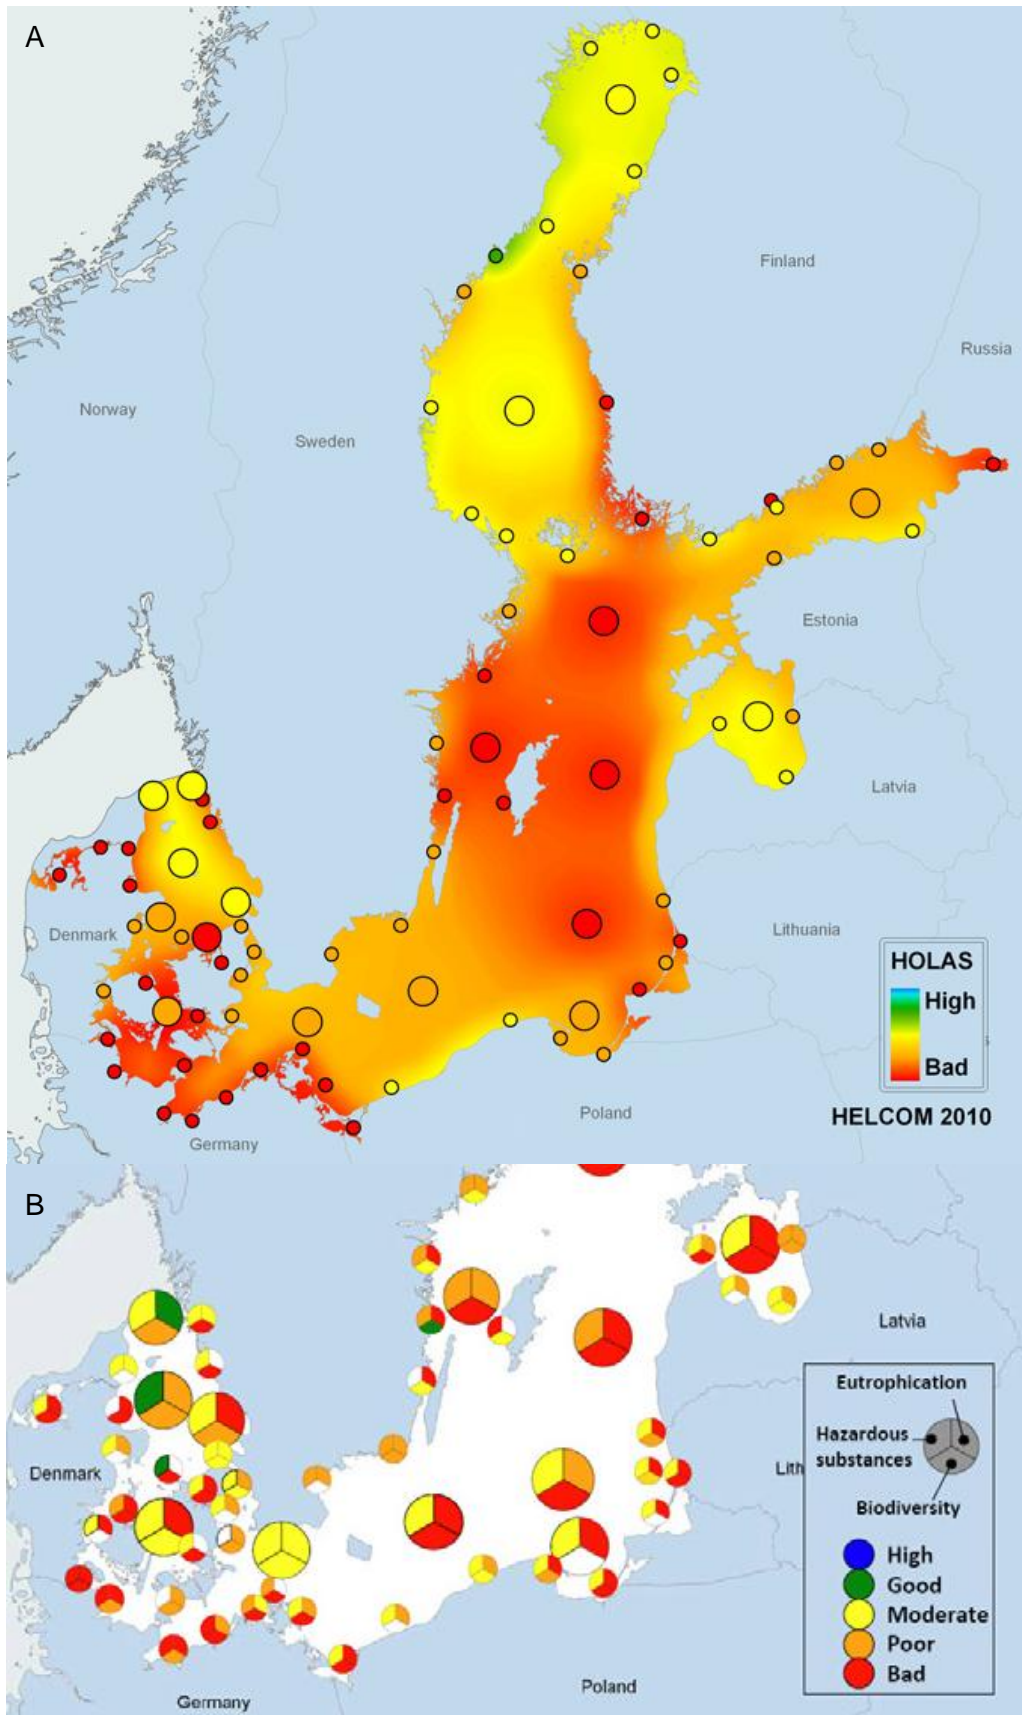 A
Finland
Russia
Norway
Sweden
Estonia
Latvia
Denmark
Lithuania
HOLAS
High
Bad
s
HELCOM 2010
Poland
Germany
B
Latvia
Eutrophication
Hazardous
substances
Lith
Denmark
Biodiversity
High
Good
Moderate
Poor
Bad
Poland
Germany